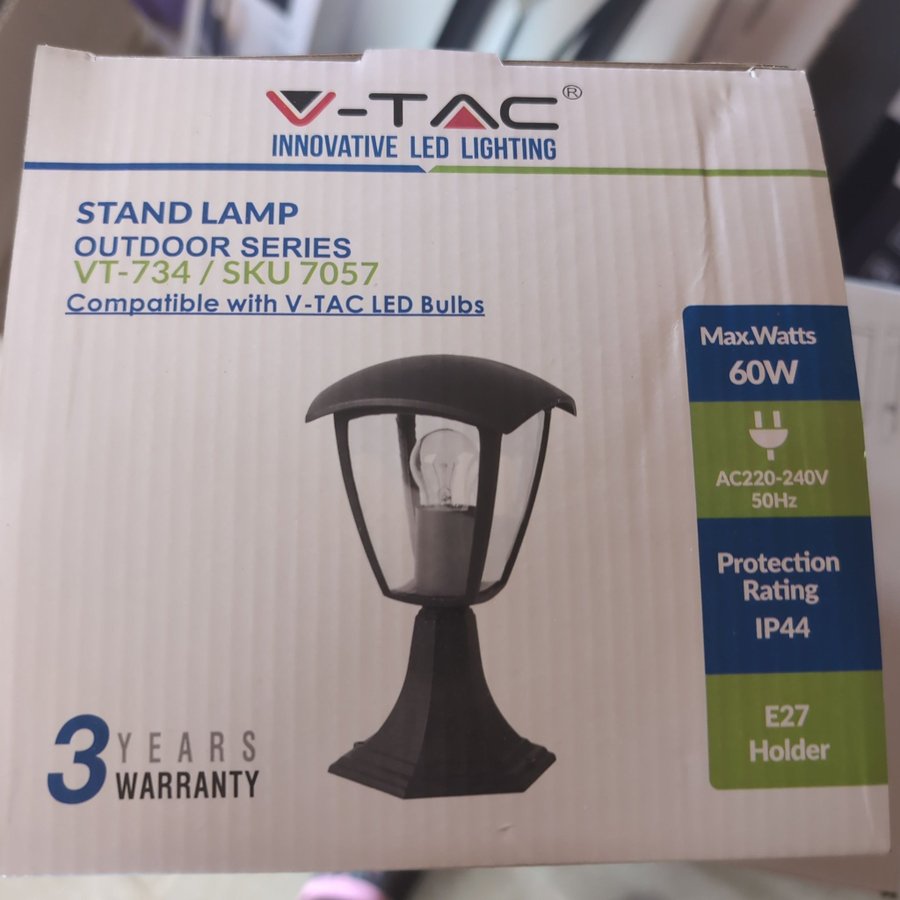 V-TAC®
INNOVATIVE LED LIGHTING
STAND LAMP
OUTDOOR SERIES
VT-734 / SKU 7057
Compatible with V-TAC LED Bulbs
Max.Watts
60W
AC220-240V
50Hz
Protection
Rating
IP44
E27
Holder
3 YEARS
WARRANTY